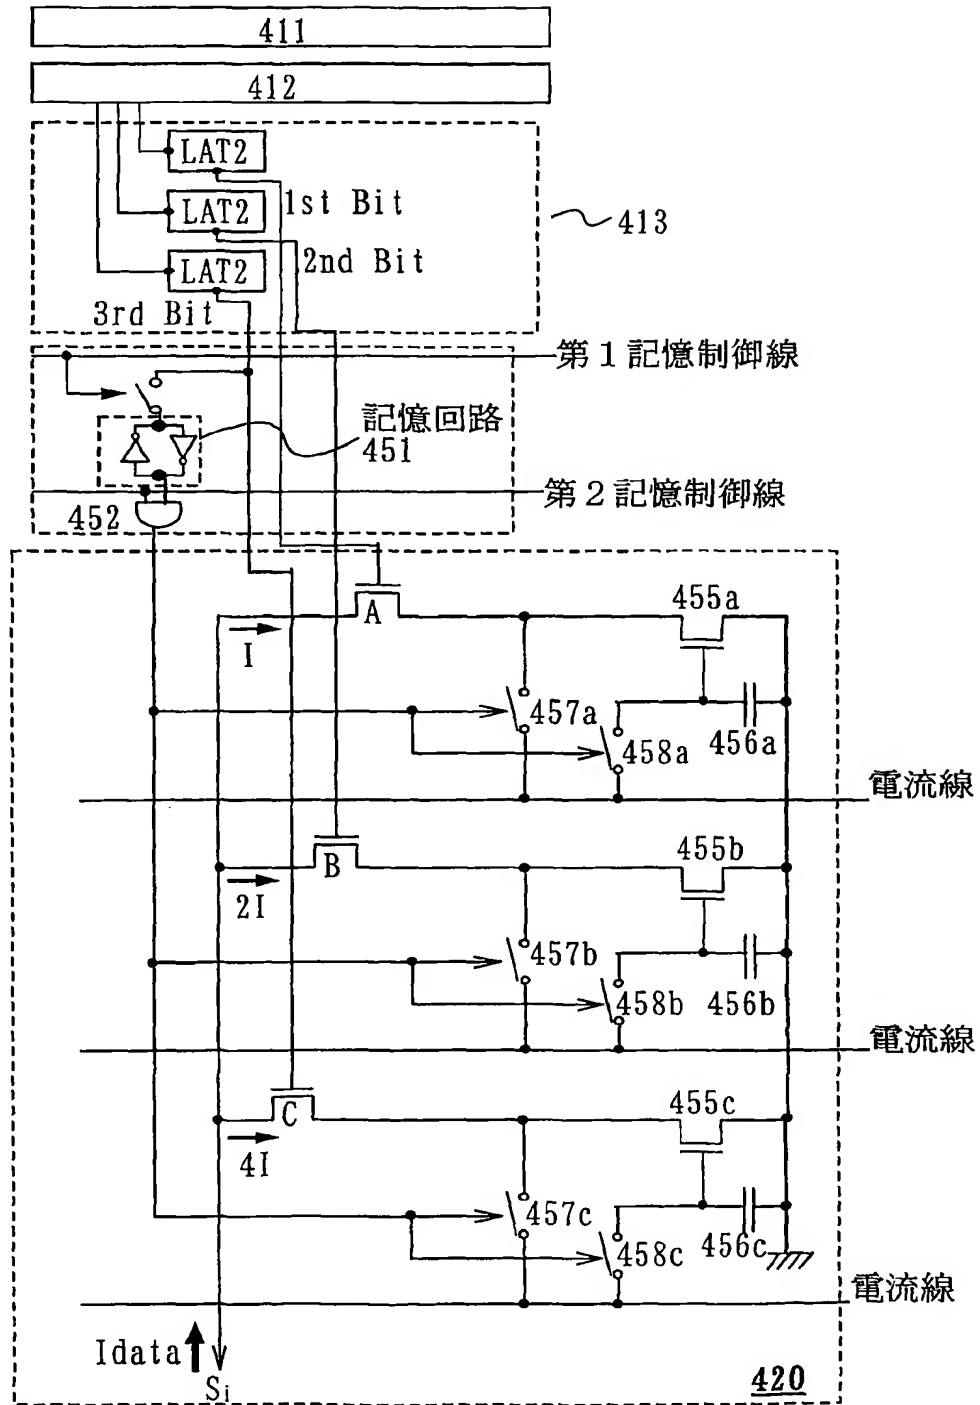 411
412
LAT2
1st Bit
LAT2
413
2nd Bit
LAT2
3rd Bit
第1記憶制御線
記憶回路
451
第2記憶制御線
452
455a
A
I
457a
458a
456a
電流線
455b
B
2I
457b
458b
456b
電流線
455c
C
4I
457c
458c
456c
電流線
Idata
Si
420